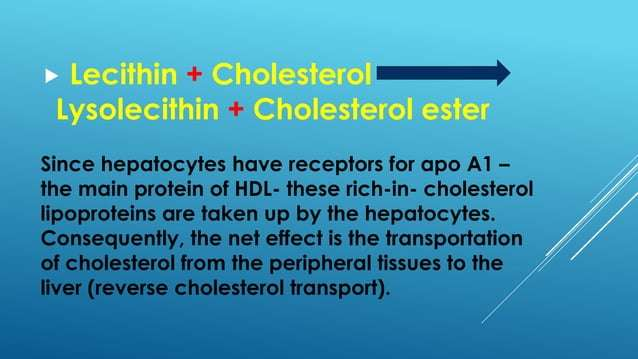 Lecithin + Cholesterol
Lysolecithin + Cholesterol ester
Since hepatocytes have receptors for apo A1 –
the main protein of HDL- these rich-in- cholesterol
lipoproteins are taken up by the hepatocytes.
Consequently, the net effect is the transportation
of cholesterol from the peripheral tissues to the
liver (reverse cholesterol transport).